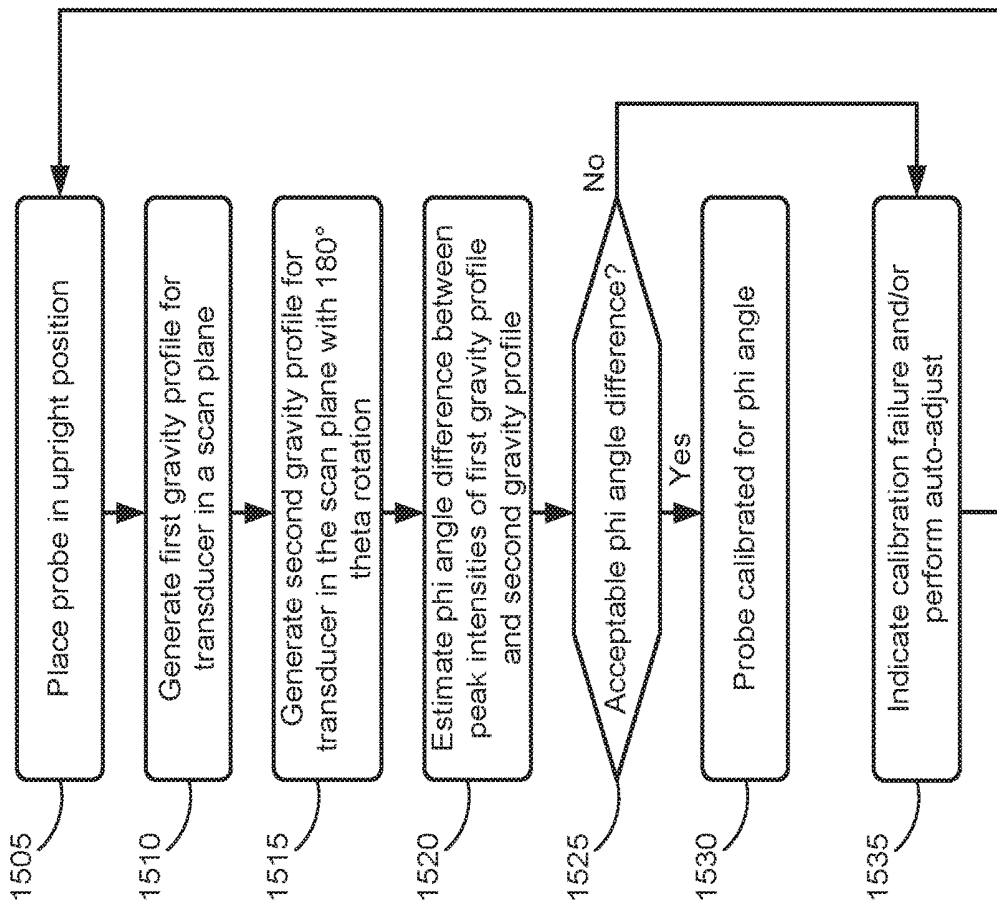 1505
Place probe in upright position
1510
Generate first gravity profile for
transducer in a scan plane
1515
Generate second gravity profile for
transducer in the scan plane with 180°
theta rotation
1520
Estimate phi angle difference between
peak intensities of first gravity profile
and second gravity profile
1525
Acceptable phi angle difference?
No
Yes
1530
Probe calibrated for phi angle
1535
Indicate calibration failure and/or
perform auto-adjust